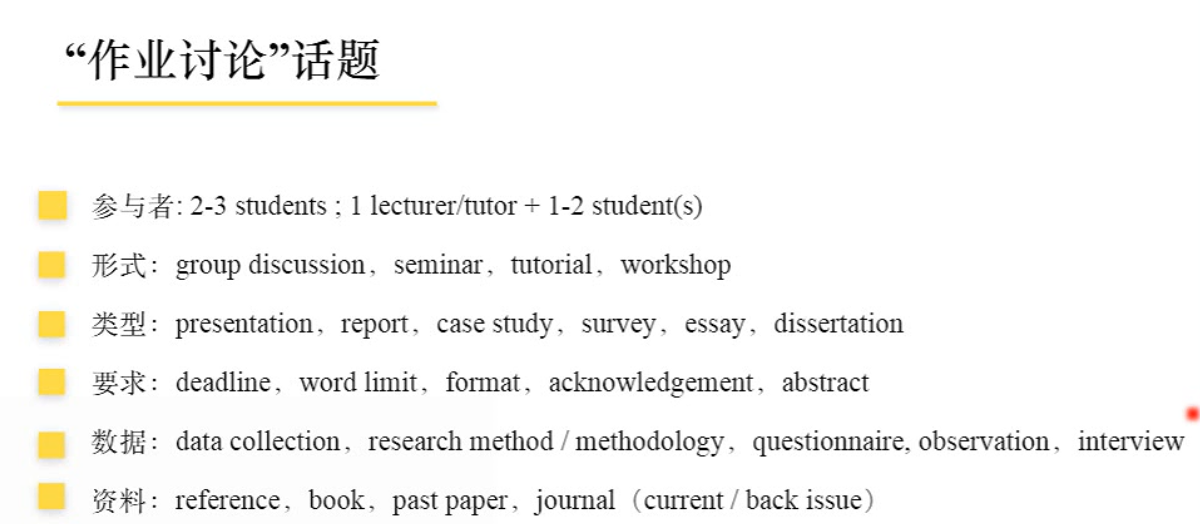 “作业讨论”话题
参与者: 2-3 students ; 1 lecturer/tutor + 1-2 student(s)
形式：group discussion，seminar，tutorial，workshop
类型：presentation，report，case study，survey，essay，dissertation
要求：deadline，word limit，format，acknowledgement，abstract
数据：data collection，research method / methodology，questionnaire, observation，interview
资料：reference，book，past paper，journal（current / back issue）